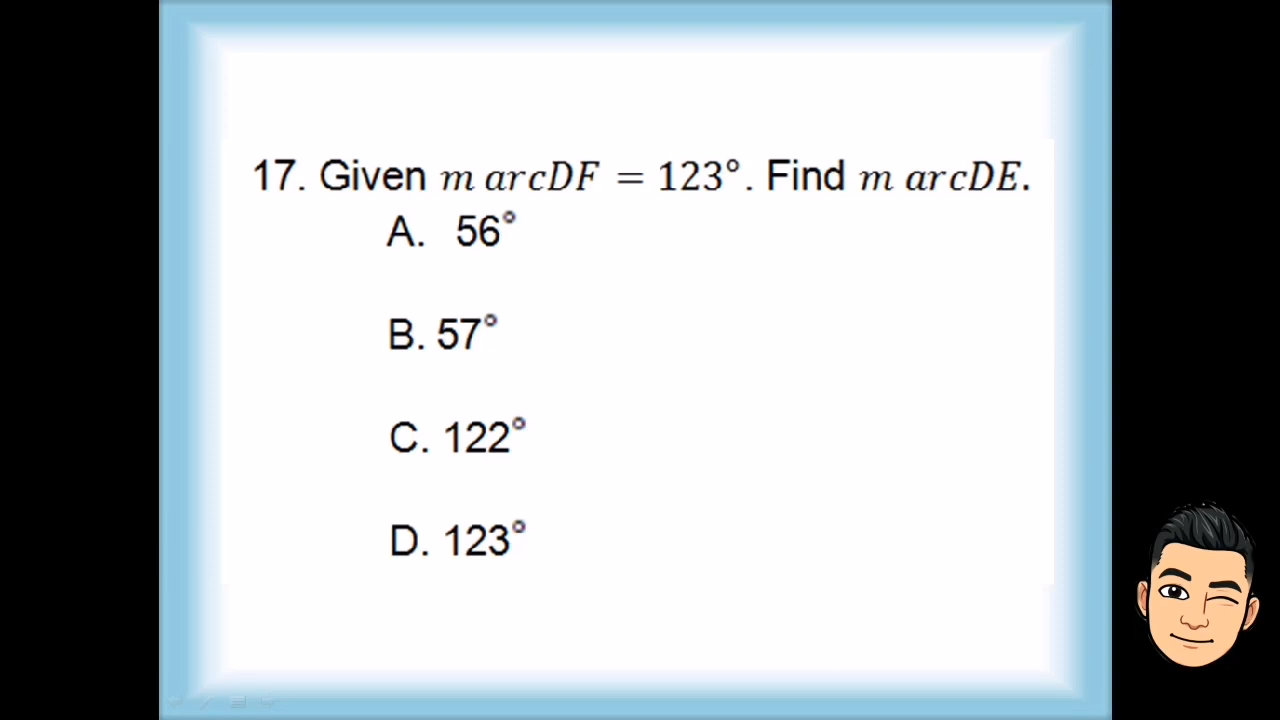 17. Given m arcDF = 123°. Find m arcDE.
A. 56°
B. 57°
C. 122°
D. 123°